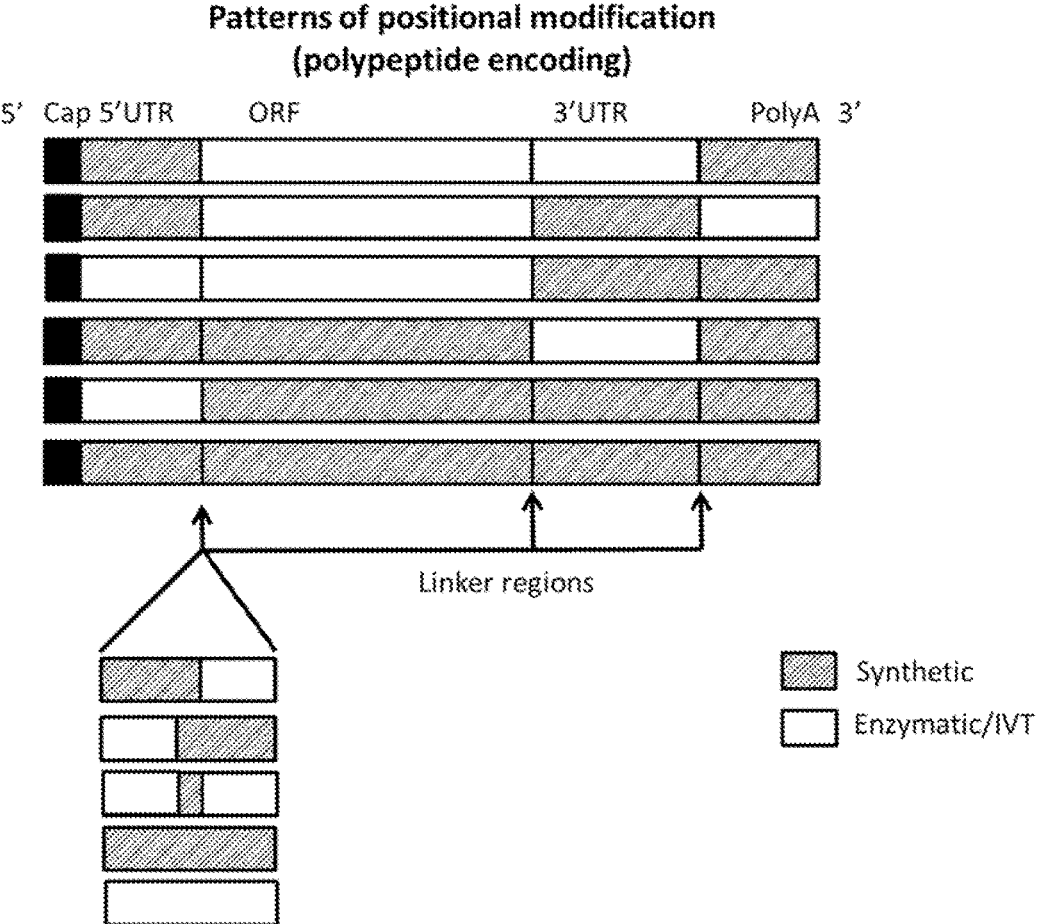 Patterns of positional modification
(polypeptide encoding)
5’ Cap 5’UTR ORF 3’UTR PolyA 3’
Linker regions
Synthetic
Enzymatic/IVT